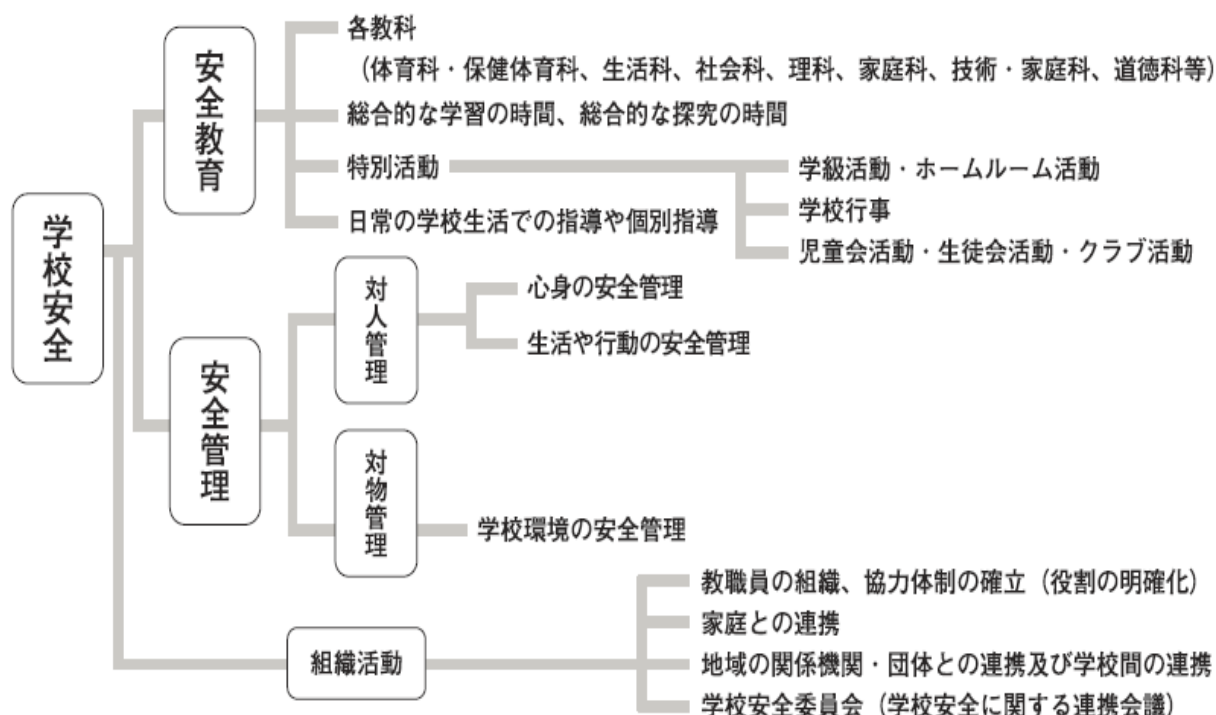 学校安全
安全教育
各教科
(体育科・保健体育科、生活科、社会科、理科、家庭科、技術・家庭科、道徳科等)
総合的な学習の時間、総合的な探究の時間
特別活動
学級活動・ホームルーム活動
学校行事
児童会活動・生徒会活動・クラブ活動
日常の学校生活での指導や個別指導
安全管理
対人管理
心身の安全管理
生活や行動の安全管理
対物管理
学校環境の安全管理
組織活動
教職員の組織、協力体制の確立(役割の明確化)
家庭との連携
地域の関係機関・団体との連携及び学校間の連携
学校安全委員会(学校安全に関する連携会議)